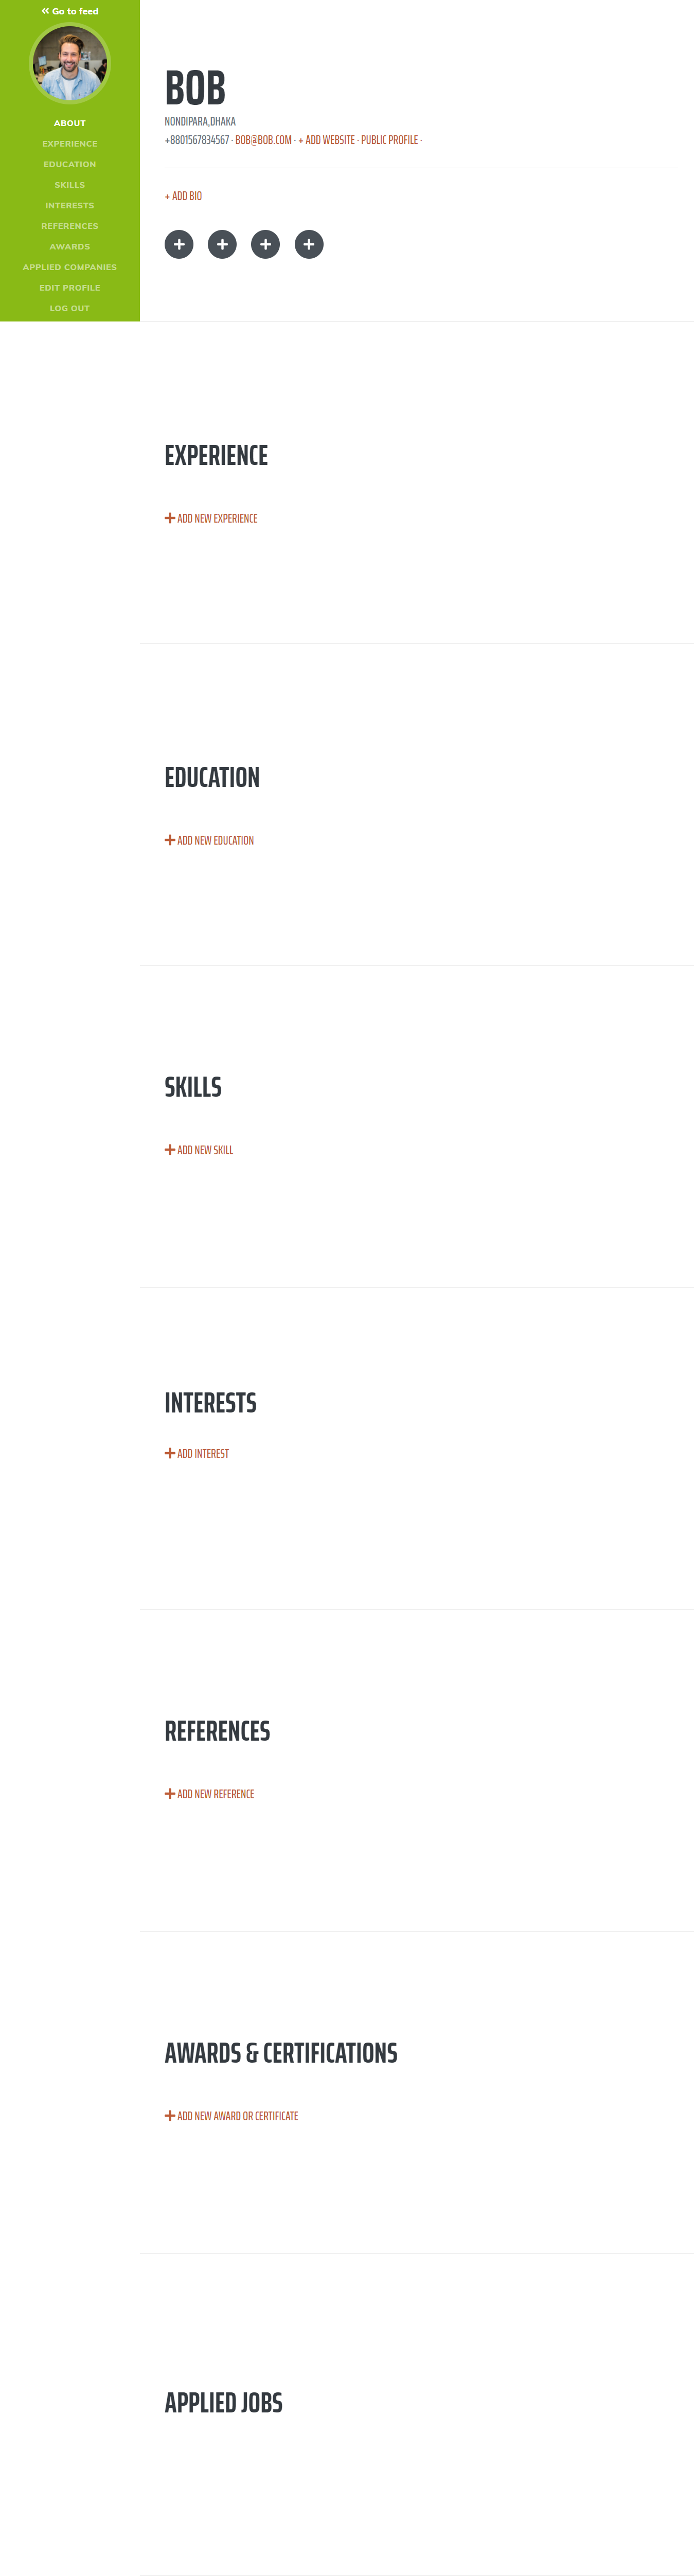 Go to feed
ABOUT
EXPERIENCE
EDUCATION
SKILLS
INTERESTS
REFERENCES
AWARDS
APPLIED COMPANIES
EDIT PROFILE
LOG OUT
BOB
NONDIPARA,DHAKA
+8801567834567 · BOB@BOB.COM · + ADD WEBSITE · PUBLIC PROFILE ·
+ ADD BIO
EXPERIENCE
ADD NEW EXPERIENCE
EDUCATION
ADD NEW EDUCATION
SKILLS
ADD NEW SKILL
INTERESTS
ADD INTEREST
REFERENCES
ADD NEW REFERENCE
AWARDS & CERTIFICATIONS
ADD NEW AWARD OR CERTIFICATE
APPLIED JOBS